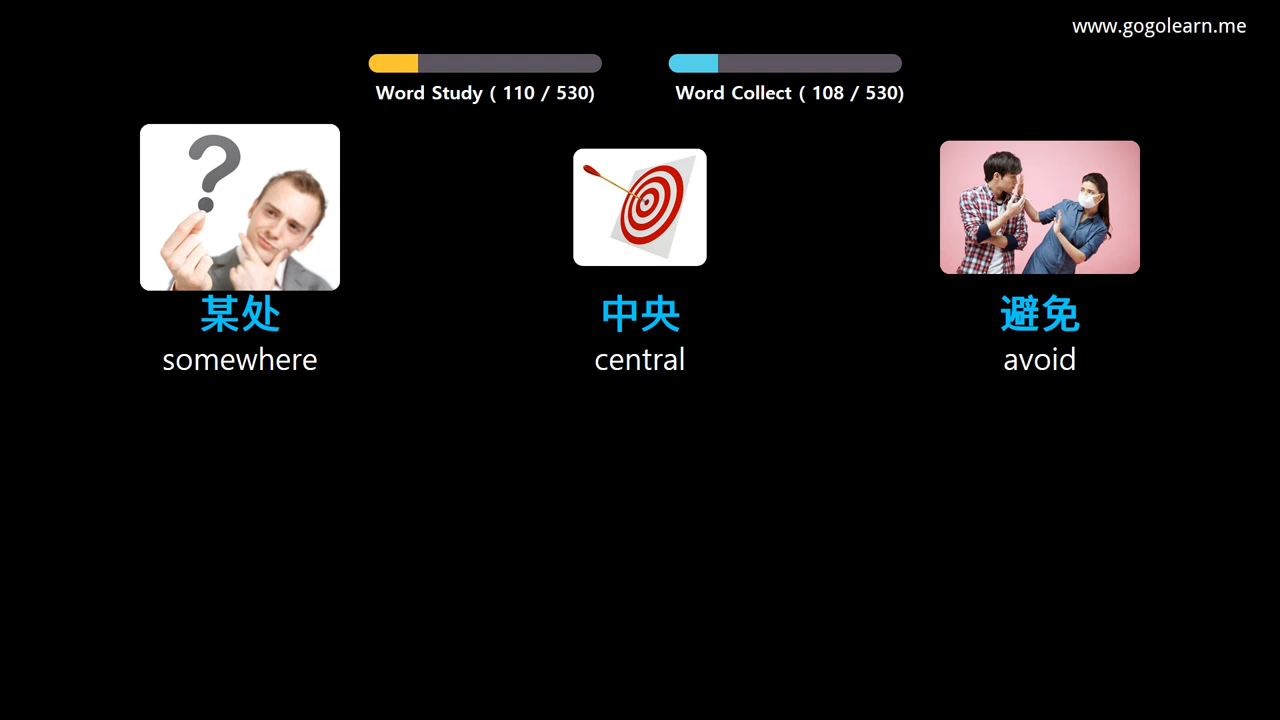 www.gogolearn.me
Word Study ( 110 / 530)
Word Collect ( 108 / 530)
某处
中央
避免
somewhere
central
avoid